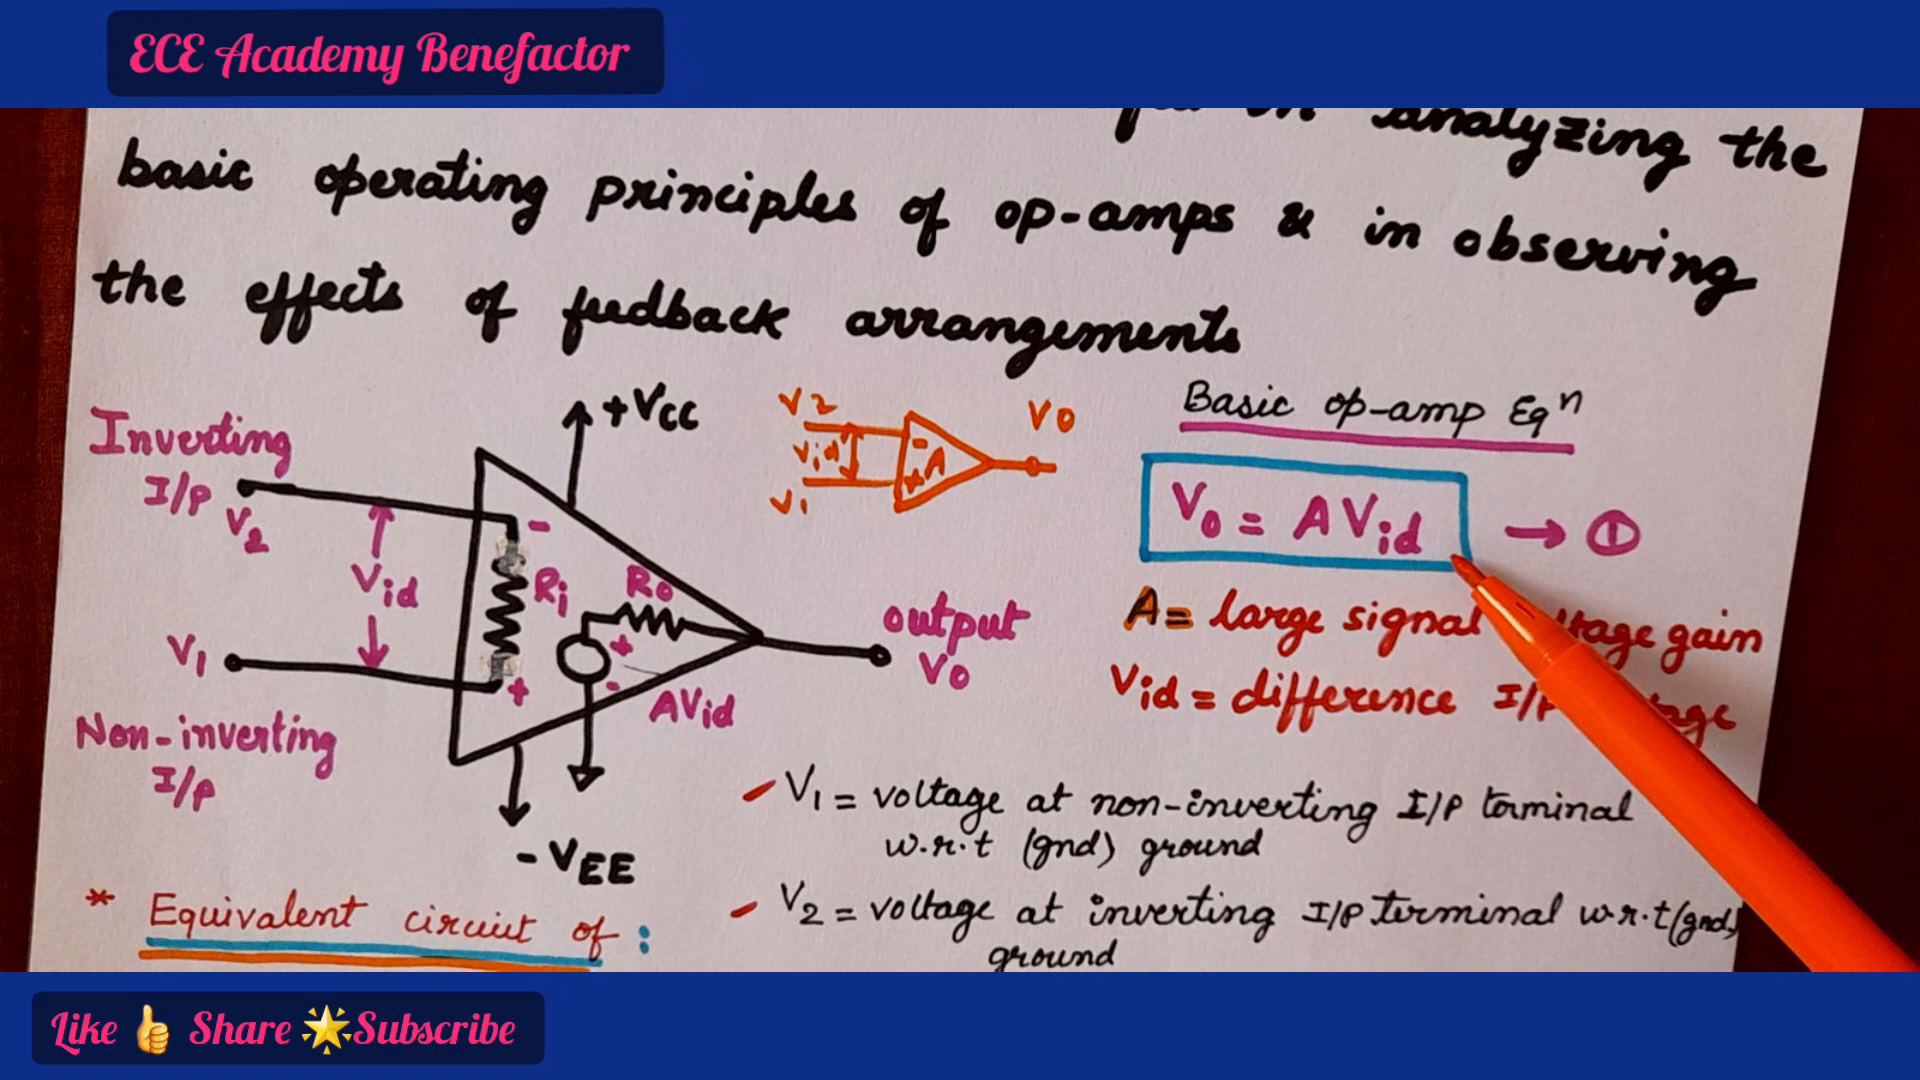 ECE Academy Benefactor
in analyzing the
basic operating principles of op-amps & in observing
the effects of feedback arrangements
Inverting
I/P
V2
+VCC
-
Vid
Ri
Ro
+
-
AVid
V1
+
Non-inverting
I/P
-VEE
output
Vo
V2
Vid
V1
-
+
A
Vo
Basic op-amp Eqn
Vo = AVid → ①
A = large signal gain
Vid = difference
V1 = voltage at non-inverting I/P terminal
w.r.t (gnd) ground
V2 = voltage at inverting I/P terminal w.r.t (gnd)
ground
* Equivalent circuit of :
Like 👍 Share 🌟Subscribe